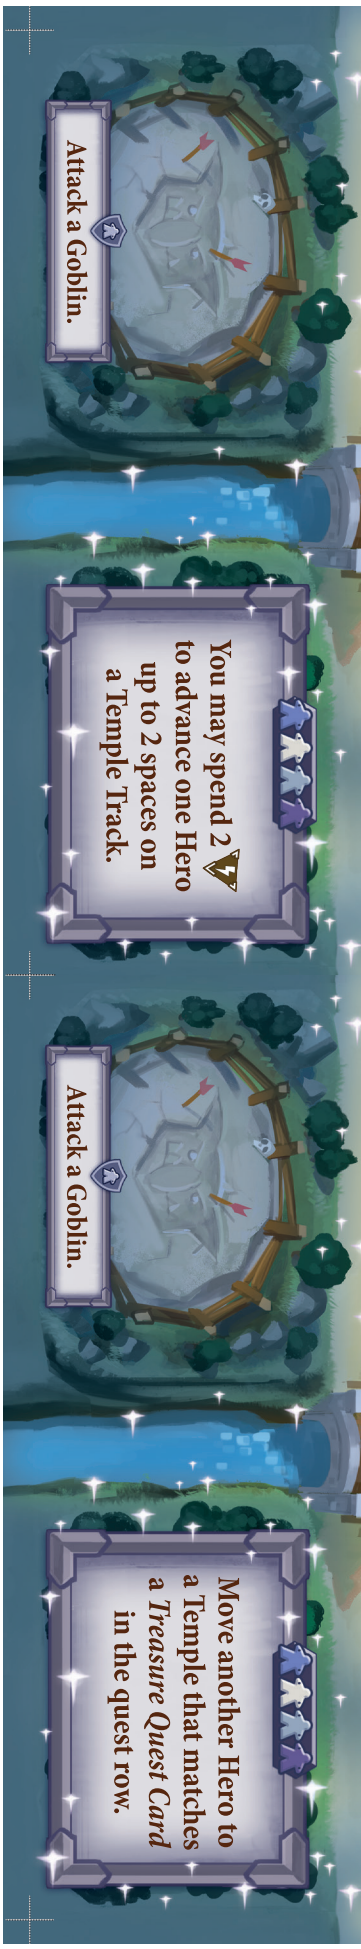 Attack a Goblin.
You may spend 2
to advance one Hero
up to 2 spaces on
a Temple Track.
Attack a Goblin.
Move another Hero to
a Temple that matches
a Treasure Quest Card
in the quest row.